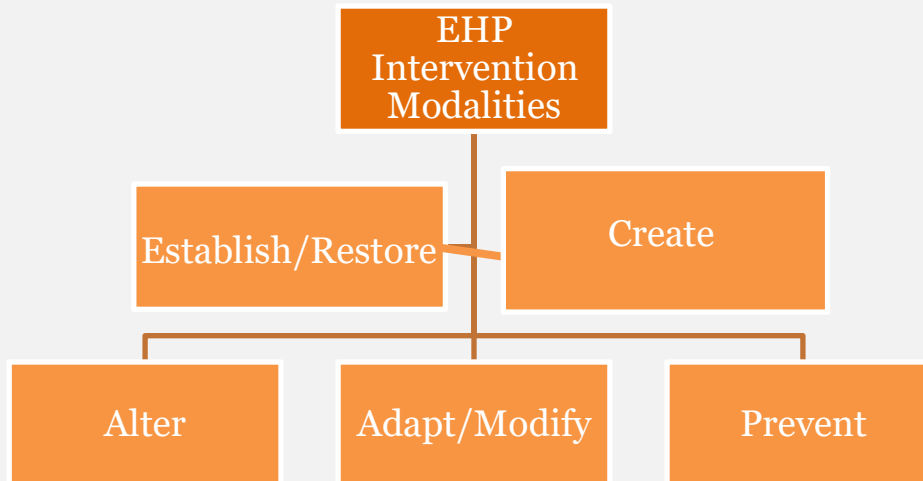 EHP
Intervention
Modalities
Establish/Restore
Create
Alter
Adapt/Modify
Prevent